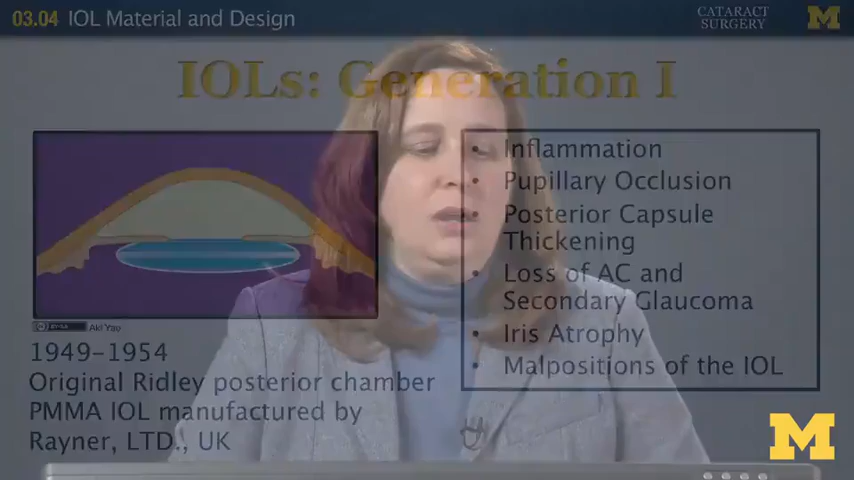 03.04 IOL Material and Design
CATARACT
SURGERY
M
IOLs: Generation I
• Inflammation
• Pupillary Occlusion
• Posterior Capsule
Thickening
• Loss of AC and
Secondary Glaucoma
• Iris Atrophy
• Malpositions of the IOL
BY-SA Aki Yao
1949-1954
Original Ridley posterior chamber
PMMA IOL manufactured by
Rayner, LTD., UK
M